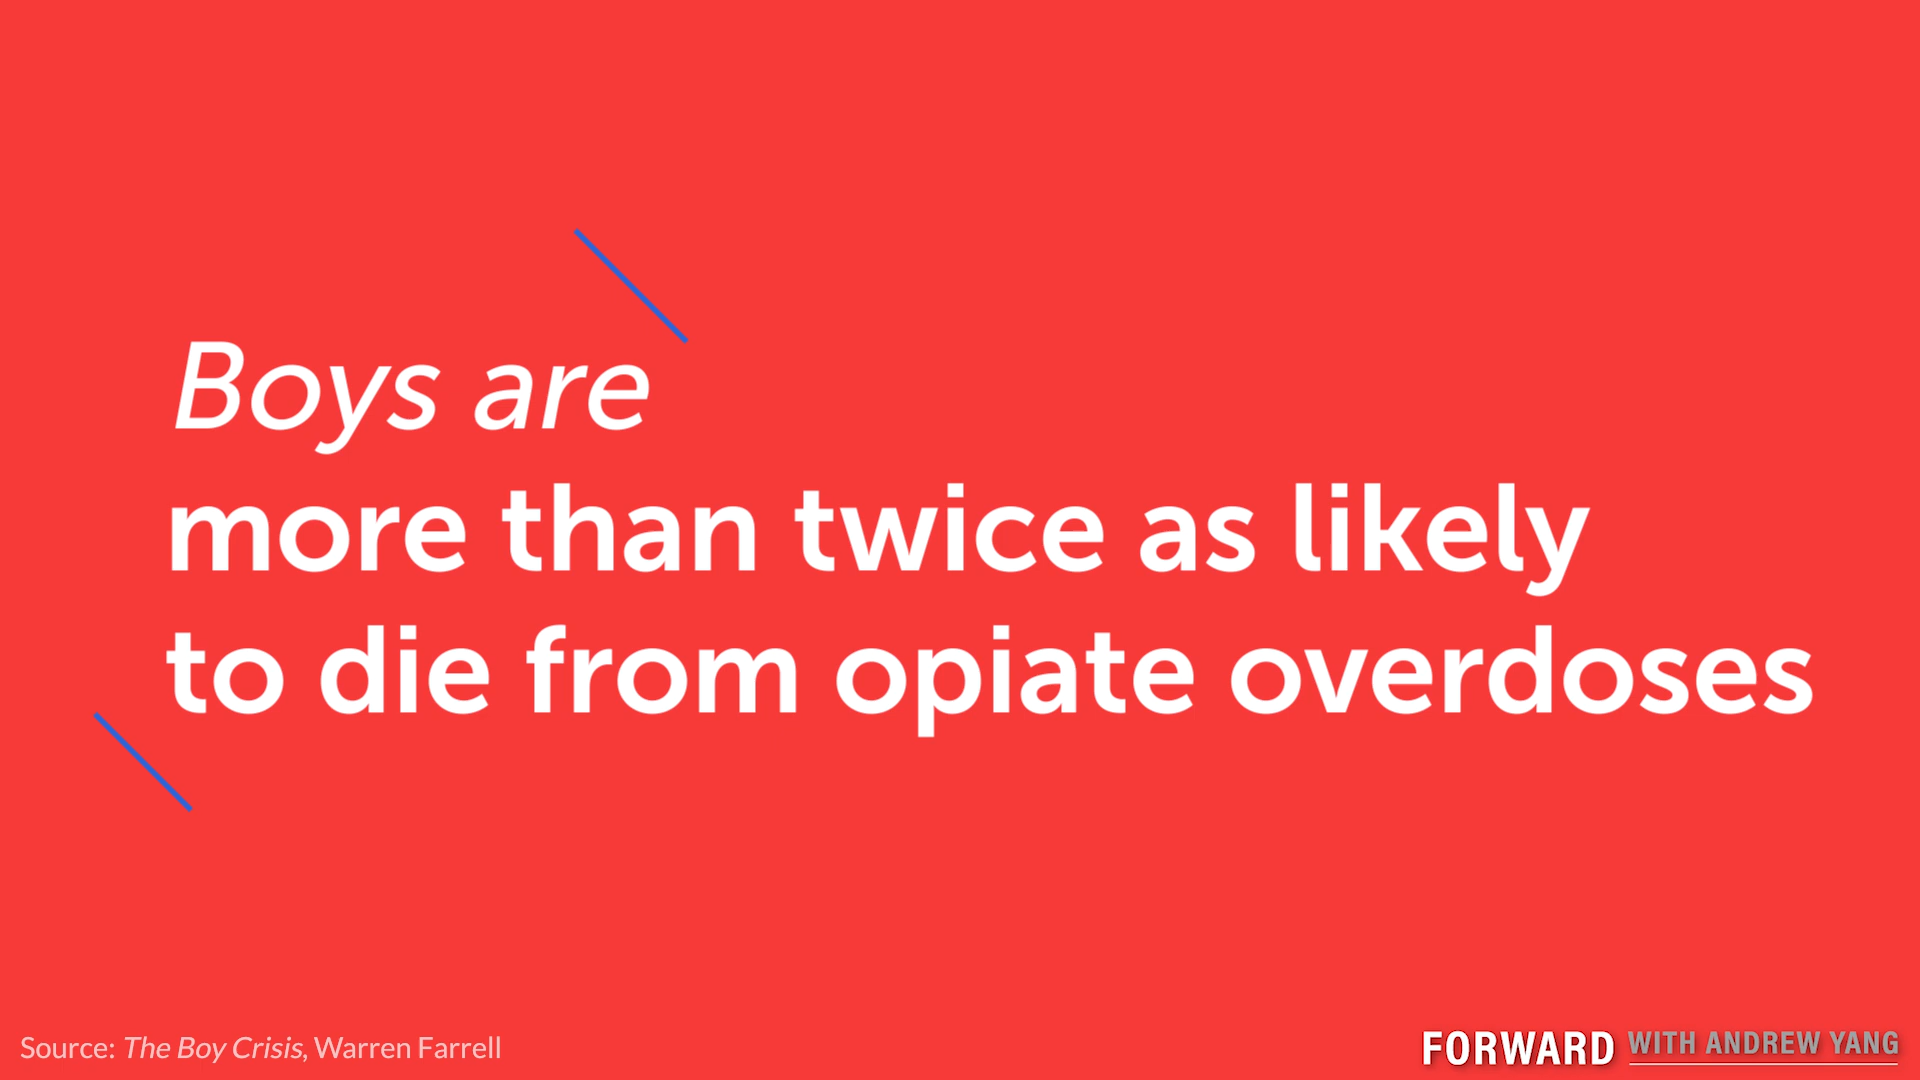 Boys are
more than twice as likely
to die from opiate overdoses
Source: The Boy Crisis, Warren Farrell
FORWARD WITH ANDREW YANG